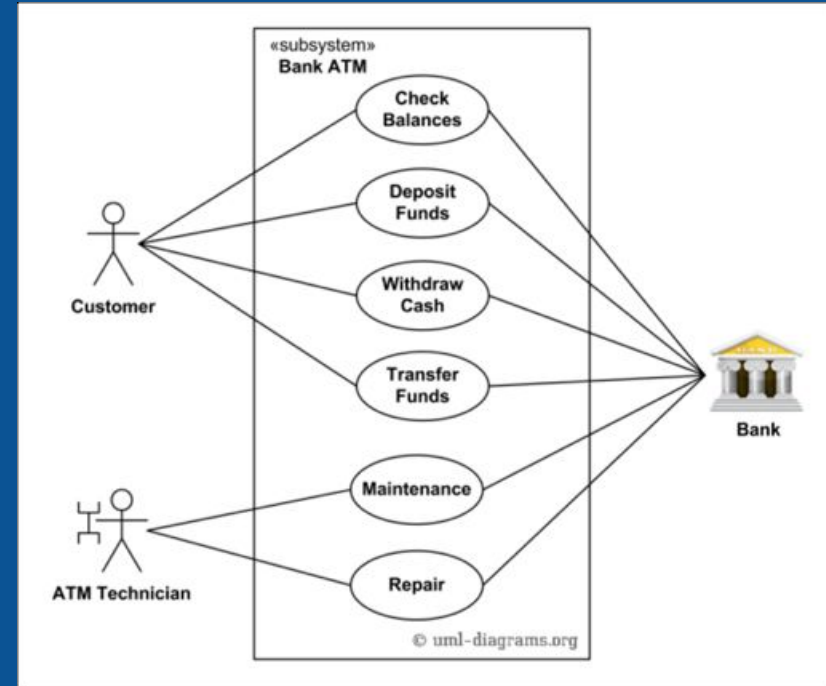 «subsystem»
Bank ATM
Check
Balances
Deposit
Funds
Withdraw
Cash
Transfer
Funds
Maintenance
Repair
Customer
ATM Technician
Bank
© uml-diagrams.org